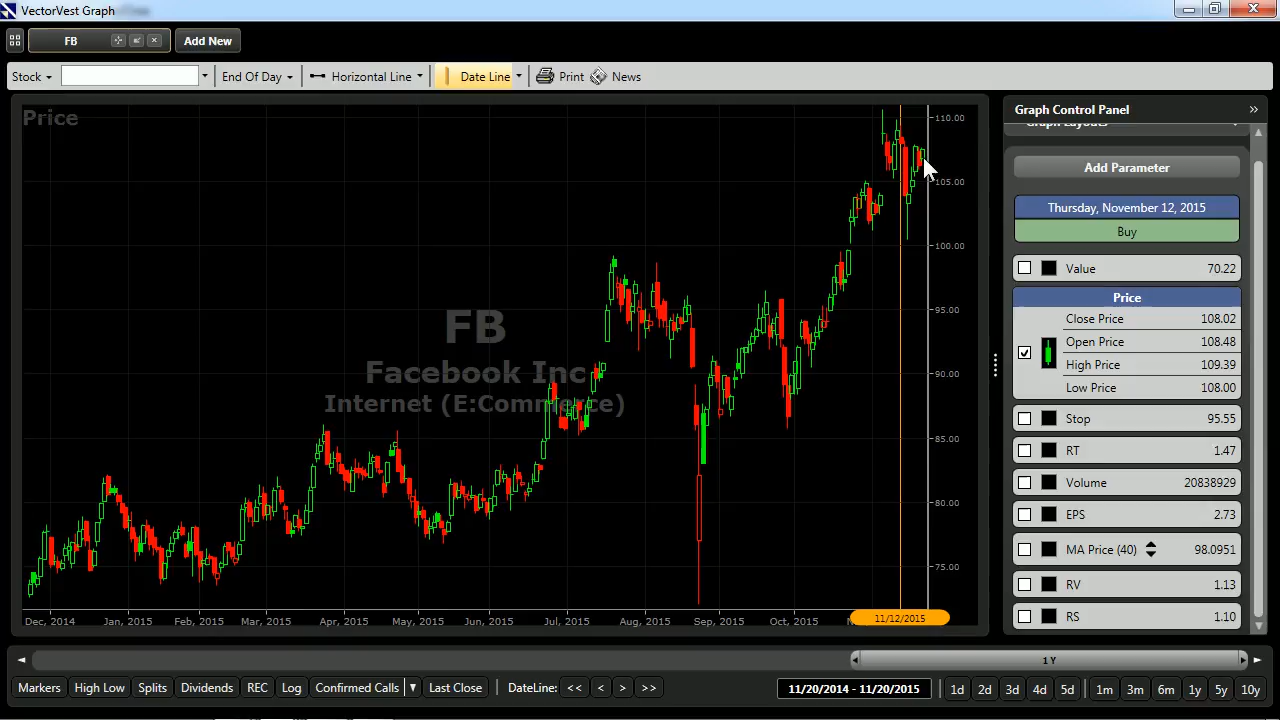 VectorVest Graph
FB
Add New
Stock
End Of Day
Horizontal Line
Date Line
Print
News
Price
110.00
105.00
100.00
95.00
90.00
85.00
80.00
75.00
FB
Facebook Inc
Internet (E:Commerce)
Dec, 2014 Jan, 2015 Feb, 2015 Mar, 2015 Apr, 2015 May, 2015 Jun, 2015 Jul, 2015 Aug, 2015 Sep, 2015 Oct, 2015 11/12/2015
Graph Control Panel
Graph Layouts
Add Parameter
Thursday, November 12, 2015
Buy
Value 70.22
Price
Close Price 108.02
Open Price 108.48
High Price 109.39
Low Price 108.00
Stop 95.55
RT 1.47
Volume 20838929
EPS 2.73
MA Price (40) 98.0951
RV 1.13
RS 1.10
1 Y
Markers High Low Splits Dividends REC Log Confirmed Calls Last Close DateLine: << < > >> 11/20/2014 - 11/20/2015 1d 2d 3d 4d 5d 1m 3m 6m 1y 5y 10y